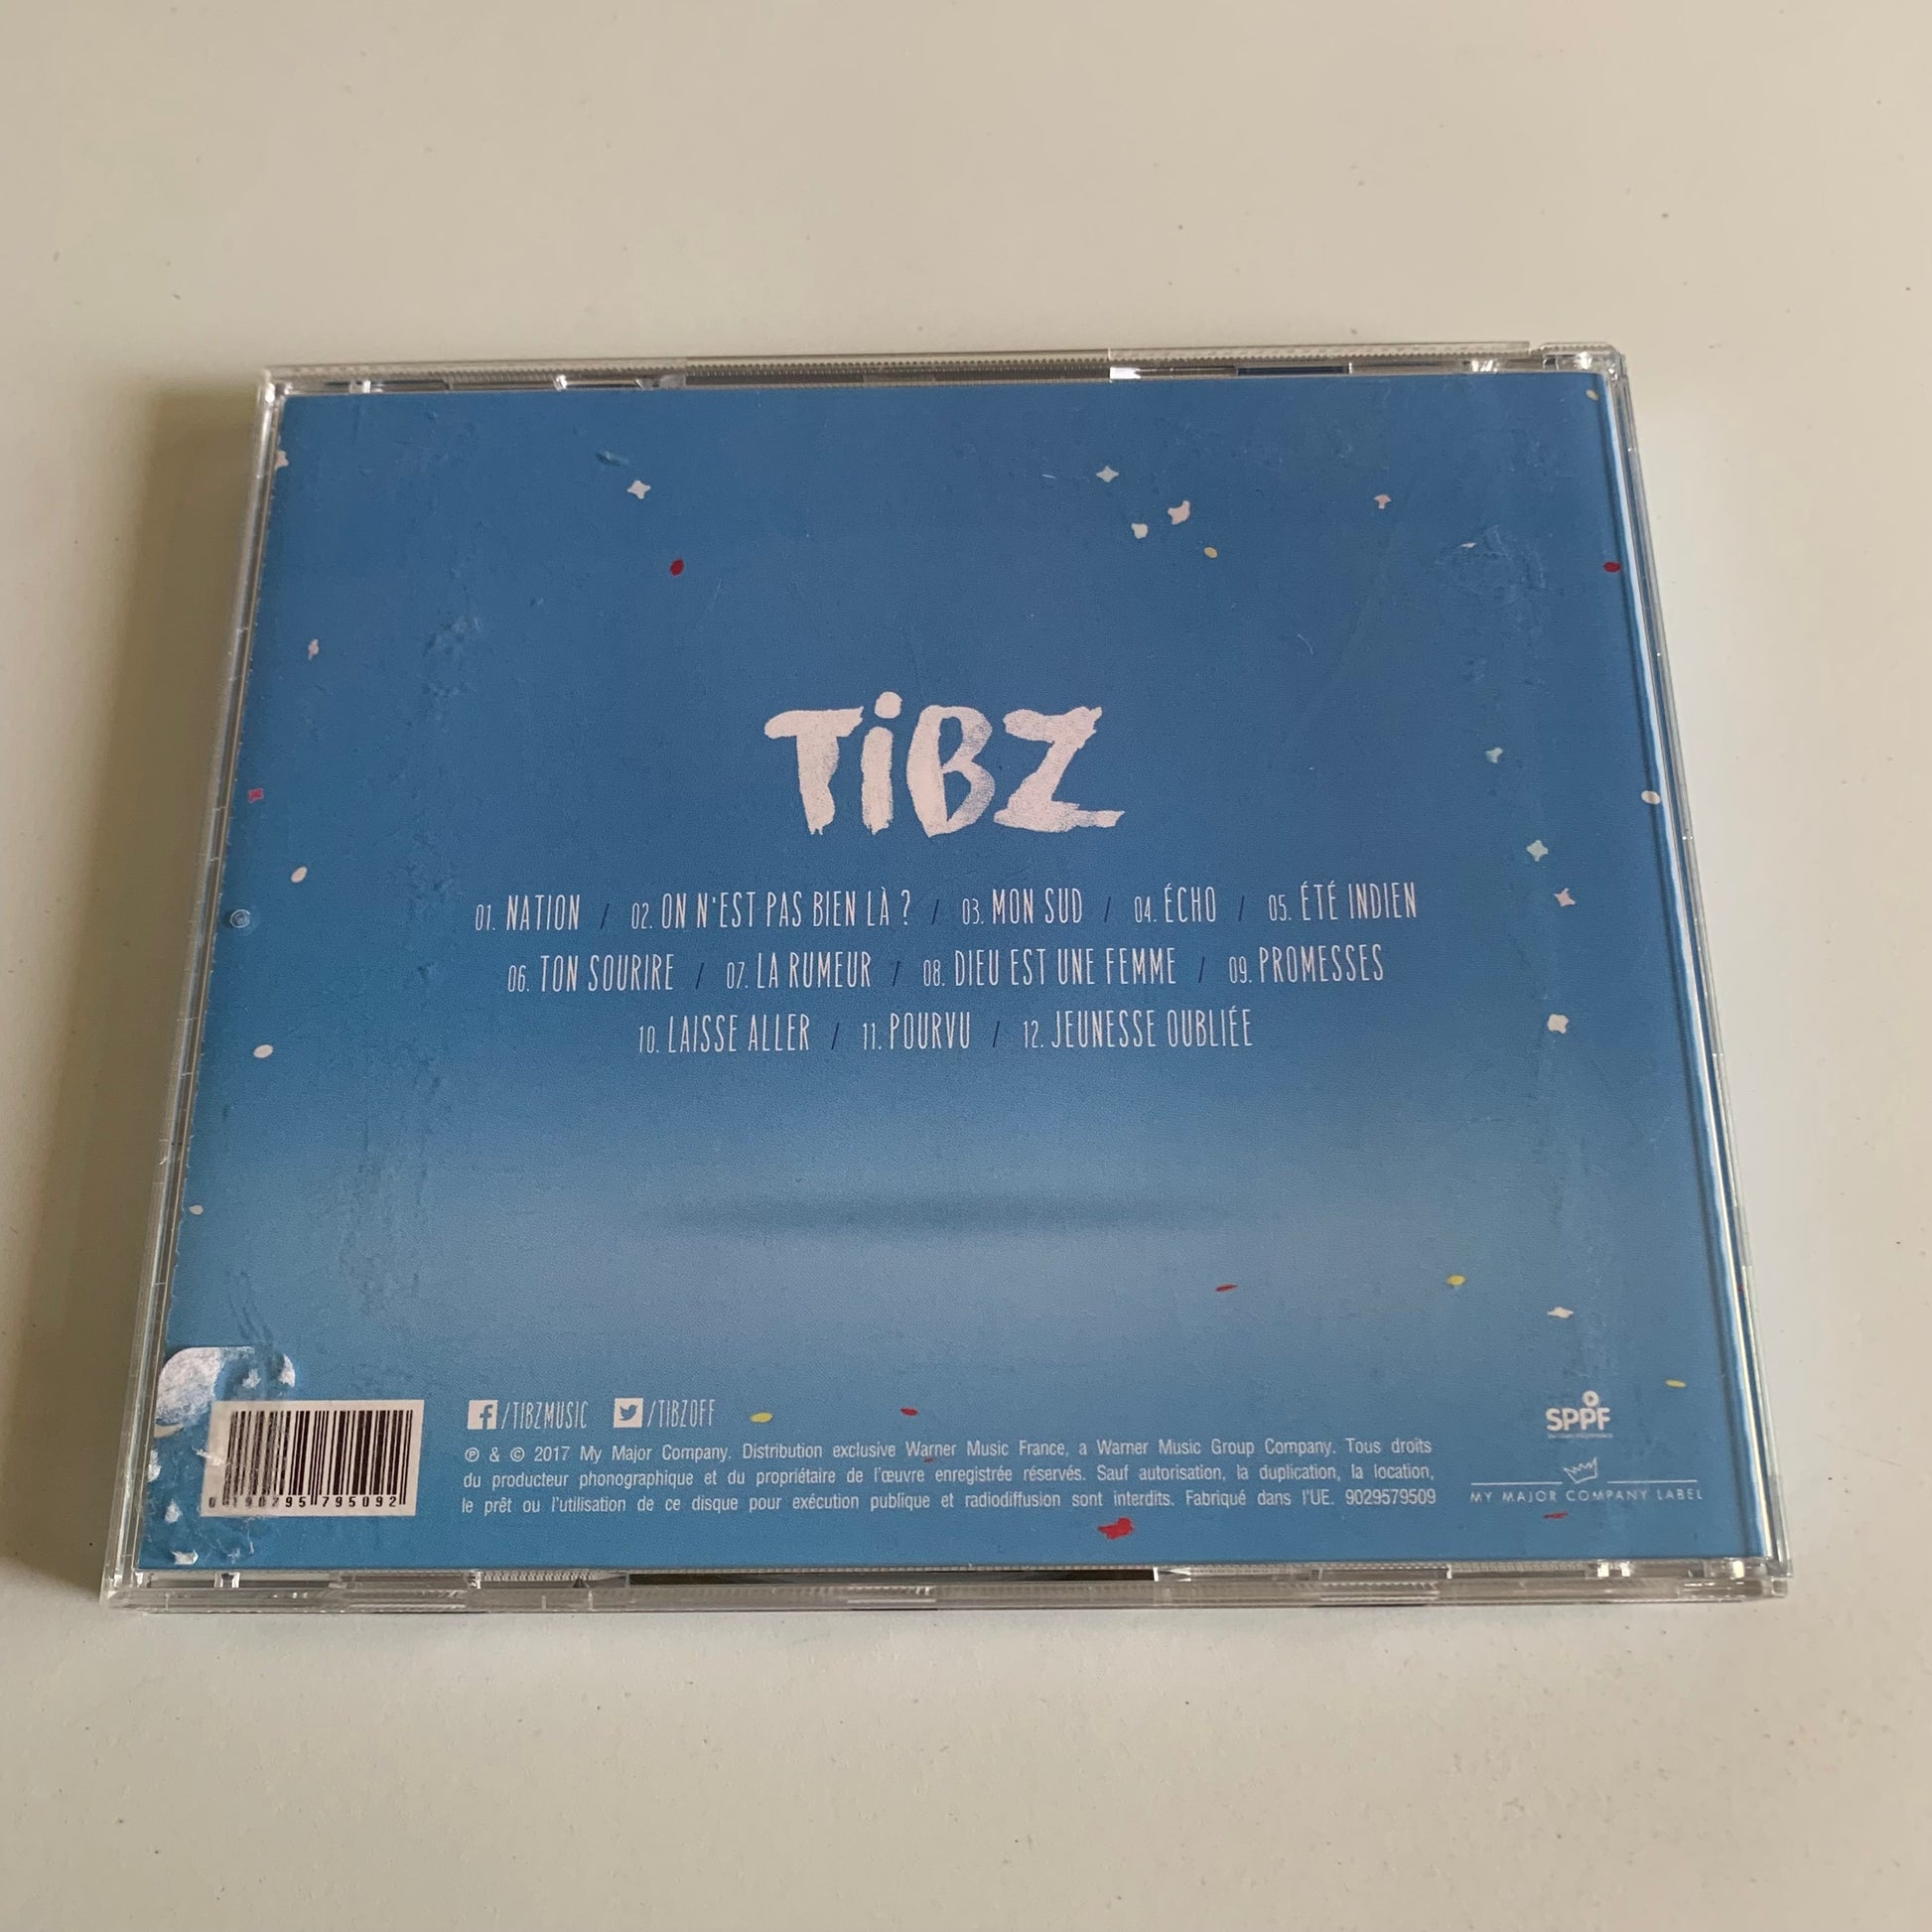 TiBZ
01. NATION / 02. ON N'EST PAS BIEN LÀ ? / 03. MON SUD / 04. ÉCHO / 05. ÉTÉ INDIEN
06. TON SOURIRE / 07. LA RUMEUR / 08. DIEU EST UNE FEMME / 09. PROMESSES
10. LAISSE ALLER / 11. POURVU / 12. JEUNESSE OUBLIÉE
/TIBZMUSIC /TIBZOFF
℗ & © 2017 My Major Company. Distribution exclusive Warner Music France, a Warner Music Group Company. Tous droits
du producteur phonographique et du propriétaire de l'œuvre enregistrée réservés. Sauf autorisation, la duplication, la location,
le prêt ou l'utilisation de ce disque pour exécution publique et radiodiffusion sont interdits. Fabriqué dans l'UE. 9029579509
0 190295 795092
SPPF
MY MAJOR COMPANY LABEL